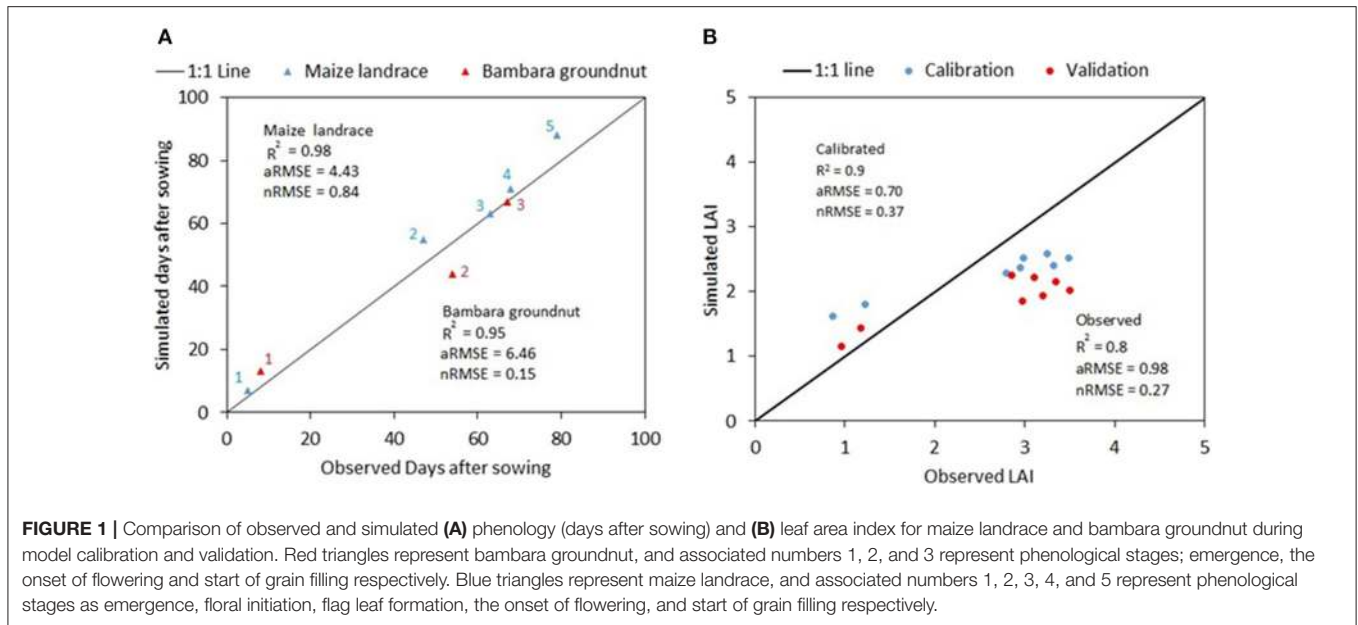 A
1:1 Line Maize landrace Bambara groundnut
Simulated days after sowing
100
80
60
40
20
0
0 20 40 60 80 100
Observed Days after sowing
Maize landrace
R² = 0.98
aRMSE = 4.43
nRMSE = 0.84
5
4
3
3
2
2
1
1
Bambara groundnut
R² = 0.95
aRMSE = 6.46
nRMSE = 0.15
B
1:1 line Calibration Validation
Simulated LAI
5
4
3
2
1
0
0 1 2 3 4 5
Observed LAI
Calibrated
R² = 0.9
aRMSE = 0.70
nRMSE = 0.37
Observed
R² = 0.8
aRMSE = 0.98
nRMSE = 0.27
FIGURE 1 | Comparison of observed and simulated (A) phenology (days after sowing) and (B) leaf area index for maize landrace and bambara groundnut during
model calibration and validation. Red triangles represent bambara groundnut, and associated numbers 1, 2, and 3 represent phenological stages; emergence, the
onset of flowering and start of grain filling respectively. Blue triangles represent maize landrace, and associated numbers 1, 2, 3, 4, and 5 represent phenological
stages as emergence, floral initiation, flag leaf formation, the onset of flowering, and start of grain filling respectively.